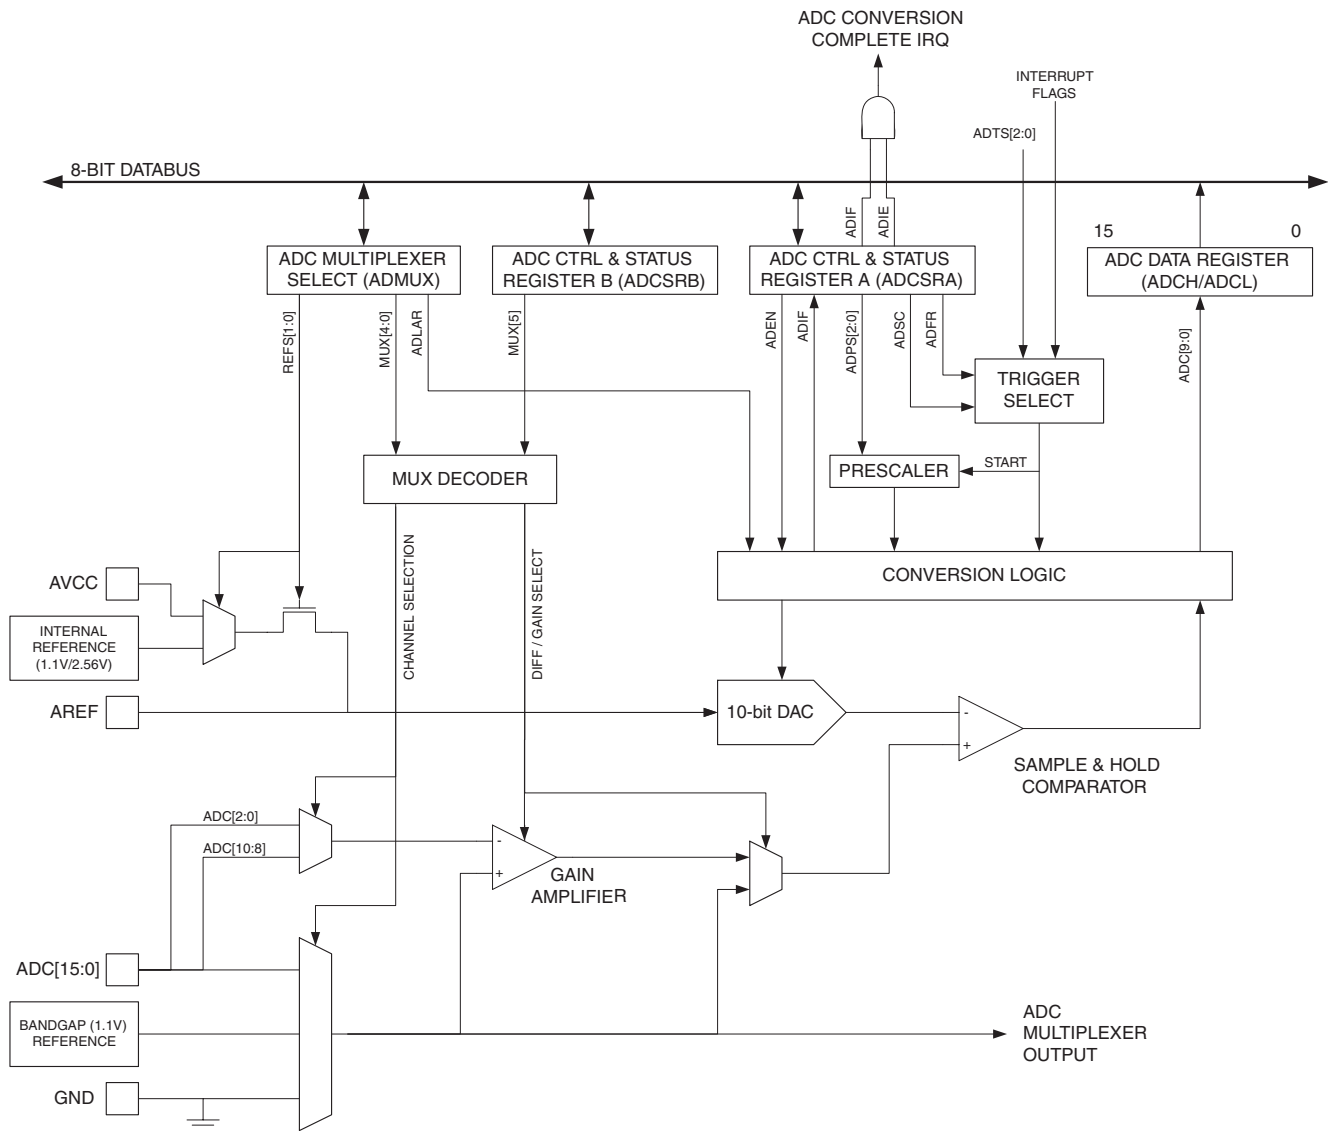 ADC CONVERSION
COMPLETE IRQ
INTERRUPT
FLAGS
ADTS[2:0]
8-BIT DATABUS
ADIF
ADIE
15
0
ADC MULTIPLEXER
SELECT (ADMUX)
ADC CTRL & STATUS
REGISTER B (ADCSRB)
ADC CTRL & STATUS
REGISTER A (ADCSRA)
ADC DATA REGISTER
(ADCH/ADCL)
REFS[1:0]
MUX[4:0]
ADLAR
MUX[5]
ADEN
ADIF
ADPS[2:0]
ADSC
ADFR
ADC[9:0]
TRIGGER
SELECT
MUX DECODER
PRESCALER
START
CHANNEL SELECTION
DIFF / GAIN SELECT
CONVERSION LOGIC
AVCC
INTERNAL
REFERENCE
(1.1V/2.56V)
AREF
10-bit DAC
-
+
SAMPLE & HOLD
COMPARATOR
ADC[2:0]
ADC[10:8]
-
+
GAIN
AMPLIFIER
ADC[15:0]
BANDGAP (1.1V)
REFERENCE
ADC
MULTIPLEXER
OUTPUT
GND